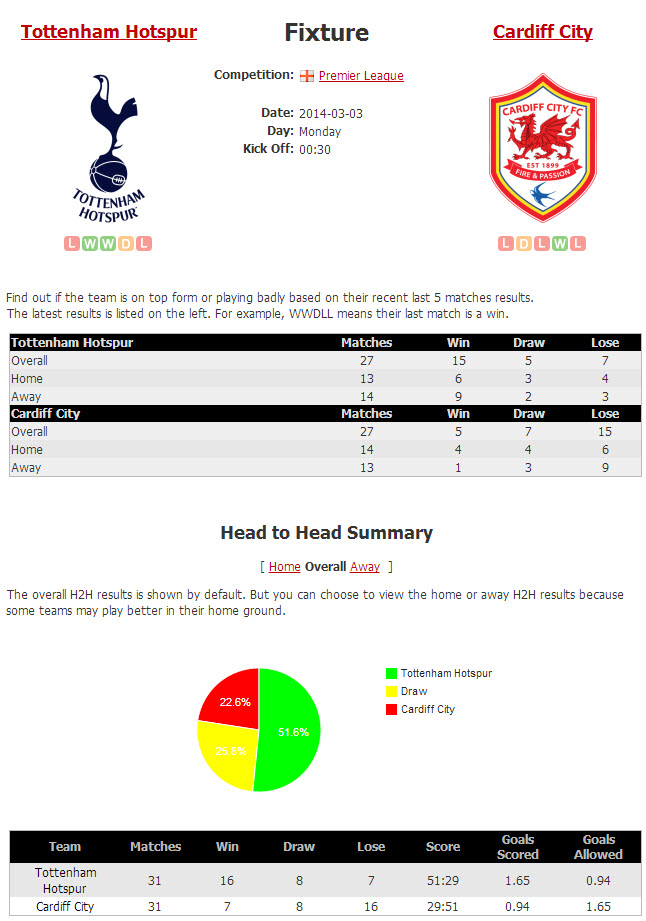 Tottenham Hotspur Fixture Cardiff City
Competition: Premier League
Date: 2014-03-03
Day: Monday
Kick Off: 00:30
TOTTENHAM
HOTSPUR
CARDIFF CITY FC
EST 1899
FIRE & PASSION
L W W D L
L D L W L
Find out if the team is on top form or playing badly based on their recent last 5 matches results.
The latest results is listed on the left. For example, WWDLL means their last match is a win.
Tottenham Hotspur Matches Win Draw Lose
Overall 27 15 5 7
Home 13 6 3 4
Away 14 9 2 3
Cardiff City Matches Win Draw Lose
Overall 27 5 7 15
Home 14 4 4 6
Away 13 1 3 9
Head to Head Summary
[ Home Overall Away ]
The overall H2H results is shown by default. But you can choose to view the home or away H2H results because
some teams may play better in their home ground.
Tottenham Hotspur
Draw
Cardiff City
22.6%
51.6%
25.8%
Team Matches Win Draw Lose Score Goals Scored Goals Allowed
Tottenham Hotspur 31 16 8 7 51:29 1.65 0.94
Cardiff City 31 7 8 16 29:51 0.94 1.65